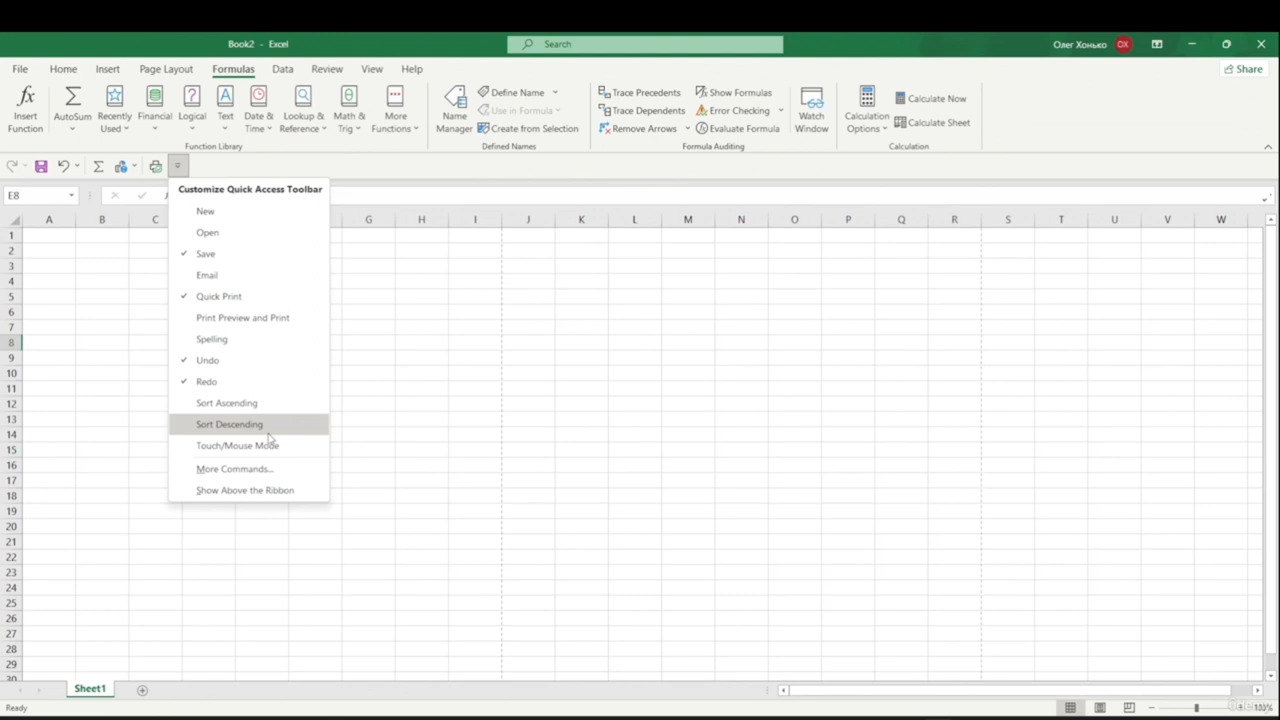 Book2 - Excel
Search
Олег Хонько
ОХ
File Home Insert Page Layout Formulas Data Review View Help
Share
fx Insert Function
AutoSum
Recently Used
Financial
Logical
Text
Date & Time
Lookup & Reference
Math & Trig
More Functions
Function Library
Name Manager
Define Name
Use in Formula
Create from Selection
Defined Names
Trace Precedents
Trace Dependents
Remove Arrows
Show Formulas
Error Checking
Evaluate Formula
Formula Auditing
Watch Window
Calculation Options
Calculate Now
Calculate Sheet
Calculation
E8
Customize Quick Access Toolbar
New
Open
Save
Email
Quick Print
Print Preview and Print
Spelling
Undo
Redo
Sort Ascending
Sort Descending
Touch/Mouse Mode
More Commands...
Show Above the Ribbon
A B C G H I J K L M N O P Q R S T U V W
1
2
3
4
5
6
7
8
9
10
11
12
13
14
15
16
17
18
19
20
21
22
23
24
25
26
27
28
29
30
Sheet1
Ready